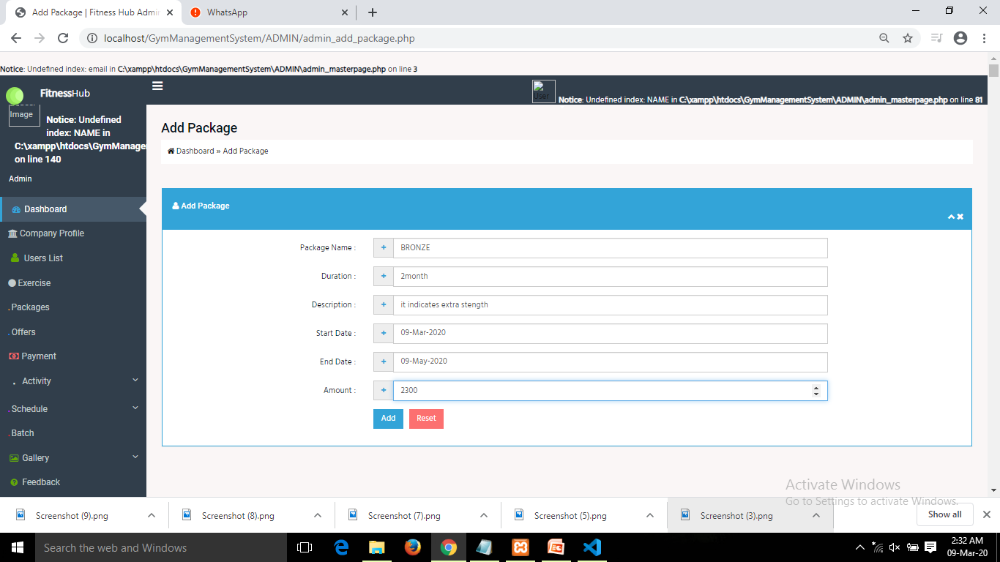 Add Package | Fitness Hub Admin
WhatsApp
localhost/GymManagementSystem/ADMIN/admin_add_package.php
Notice: Undefined index: email in C:\xampp\htdocs\GymManagementSystem\ADMIN\admin_masterpage.php on line 3
FitnessHub
User
Notice: Undefined index: NAME in C:\xampp\htdocs\GymManagementSystem\ADMIN\admin_masterpage.php on line 81
Image
Notice: Undefined
index: NAME in
C:\xampp\htdocs\GymManage
on line 140
Admin
Dashboard
Company Profile
Users List
Exercise
Packages
Offers
Payment
Activity
Schedule
Batch
Gallery
Feedback
Add Package
Dashboard » Add Package
Add Package
Package Name : + BRONZE
Duration : + 2month
Description : + it indicates extra stength
Start Date : + 09-Mar-2020
End Date : + 09-May-2020
Amount : + 2300
Add Reset
Activate Windows
Go to Settings to activate Windows.
Screenshot (9).png
Screenshot (8).png
Screenshot (7).png
Screenshot (5).png
Screenshot (3).png
Show all
Search the web and Windows
2:32 AM
09-Mar-20